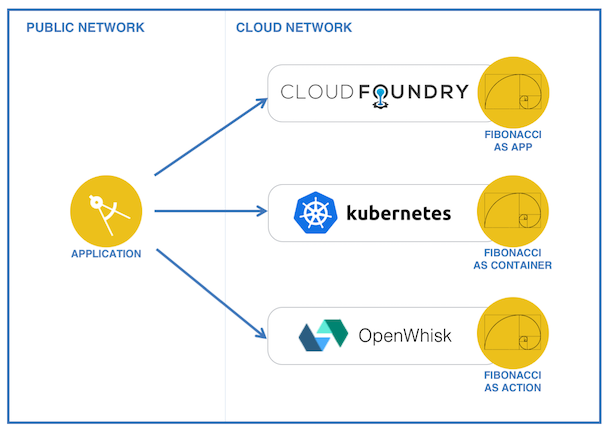 PUBLIC NETWORK
CLOUD NETWORK
CLOUD FOUNDRY
FIBONACCI
AS APP
APPLICATION
kubernetes
FIBONACCI
AS CONTAINER
OpenWhisk
FIBONACCI
AS ACTION